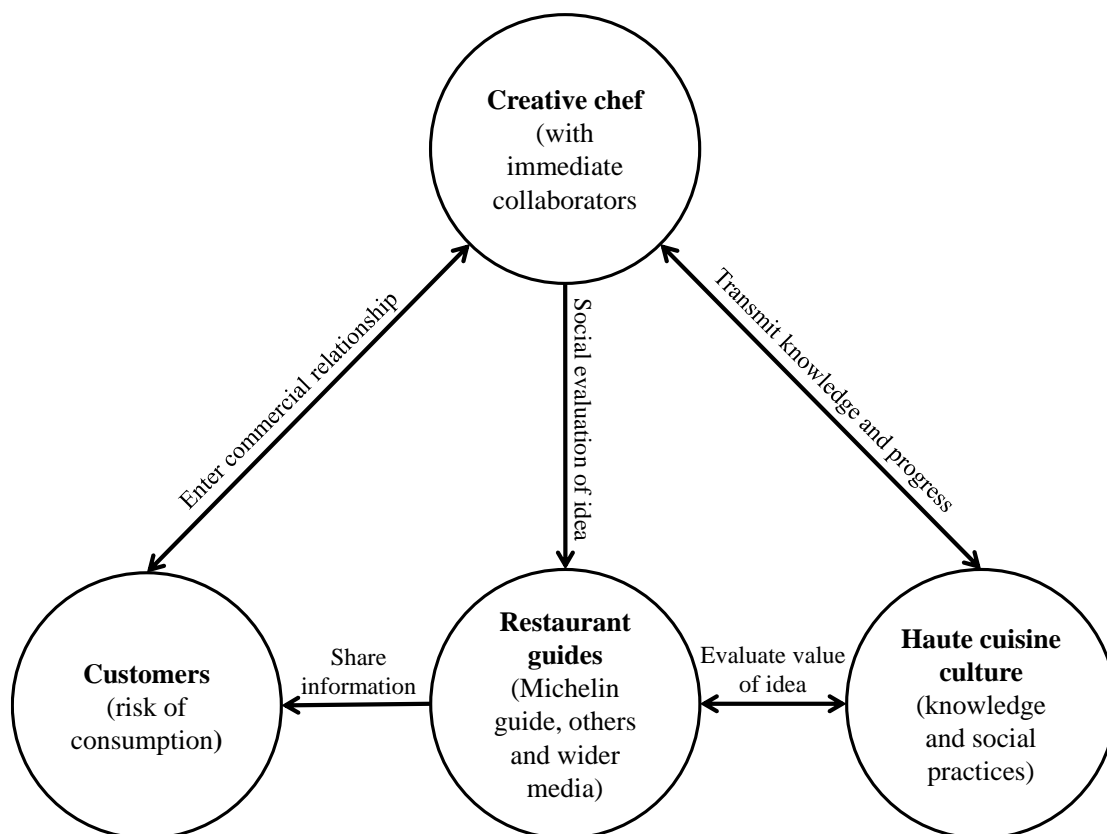 Creative chef
(with
immediate
collaborators
Enter commercial relationship
Social evaluation of idea
Transmit knowledge and progress
Customers
(risk of
consumption)
Share
information
Restaurant
guides
(Michelin
guide, others
and wider
media)
Evaluate value
of idea
Haute cuisine
culture
(knowledge
and social
practices)